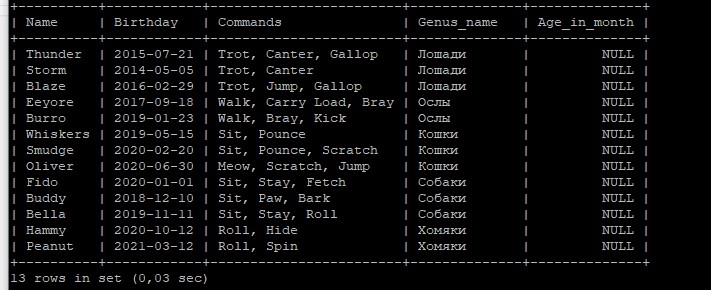 +----------+------------+------------------------+------------+--------------+
| Name     | Birthday   | Commands               | Genus_name | Age_in_month |
+----------+------------+------------------------+------------+--------------+
| Thunder  | 2015-07-21 | Trot, Canter, Gallop   | Лошади     |         NULL |
| Storm    | 2014-05-05 | Trot, Canter           | Лошади     |         NULL |
| Blaze    | 2016-02-29 | Trot, Jump, Gallop     | Лошади     |         NULL |
| Eeyore   | 2017-09-18 | Walk, Carry Load, Bray | Ослы       |         NULL |
| Burro    | 2019-01-23 | Walk, Bray, Kick       | Ослы       |         NULL |
| Whiskers | 2019-05-15 | Sit, Pounce            | Кошки      |         NULL |
| Smudge   | 2020-02-20 | Sit, Pounce, Scratch   | Кошки      |         NULL |
| Oliver   | 2020-06-30 | Meow, Scratch, Jump    | Кошки      |         NULL |
| Fido     | 2020-01-01 | Sit, Stay, Fetch       | Собаки     |         NULL |
| Buddy    | 2018-12-10 | Sit, Paw, Bark         | Собаки     |         NULL |
| Bella    | 2019-11-11 | Sit, Stay, Roll        | Собаки     |         NULL |
| Hammy    | 2020-10-12 | Roll, Hide             | Хомяки     |         NULL |
| Peanut   | 2021-03-12 | Roll, Spin             | Хомяки     |         NULL |
+----------+------------+------------------------+------------+--------------+
13 rows in set (0,03 sec)